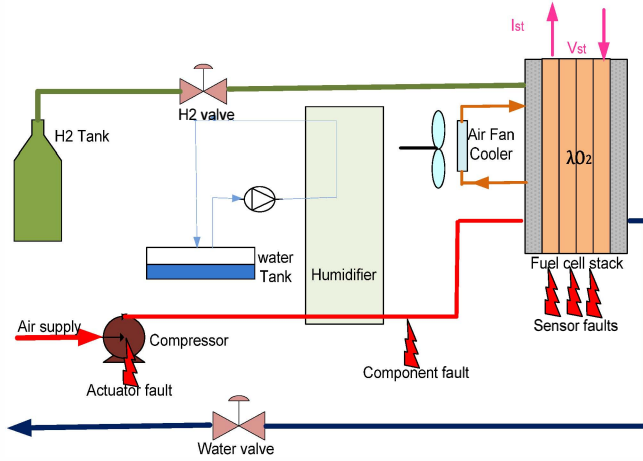 Ist
Vst
H2 valve
H2 Tank
Air Fan
Cooler
λO₂
water
Tank
Humidifier
Fuel cell stack
Sensor faults
Air supply
Compressor
Component fault
Actuator fault
Water valve